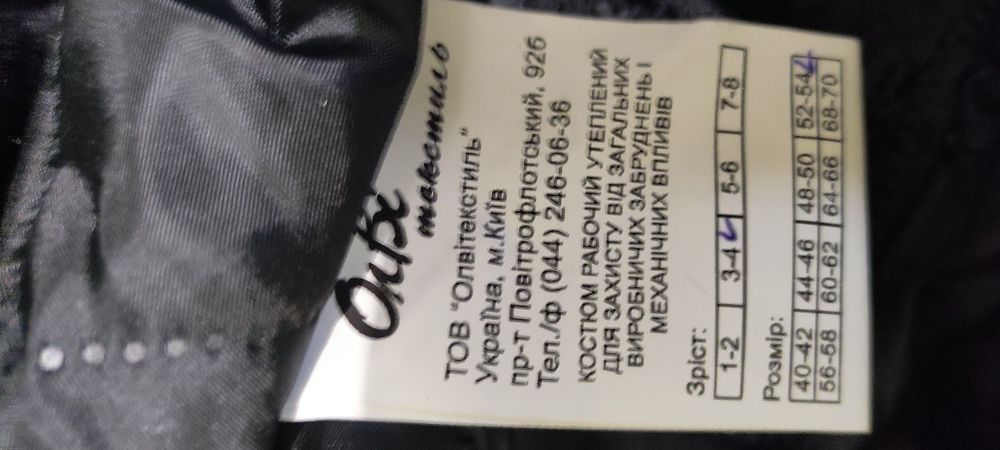 Олві
текстиль
ТОВ "Олвітекстиль"
Україна, м.Київ
пр-т Повітрофлотський, 92б
Тел./ф (044) 246-06-36
КОСТЮМ РАБОЧИЙ УТЕПЛЕНИЙ
ДЛЯ ЗАХИСТУ ВІД ЗАГАЛЬНИХ
ВИРОБНИЧИХ ЗАБРУДНЕНЬ І
МЕХАНІЧНИХ ВПЛИВІВ
Зріст:
1-2 3-4 5-6 7-8
Розмір:
40-42 44-46 48-50 52-54
56-58 60-62 64-66 68-70